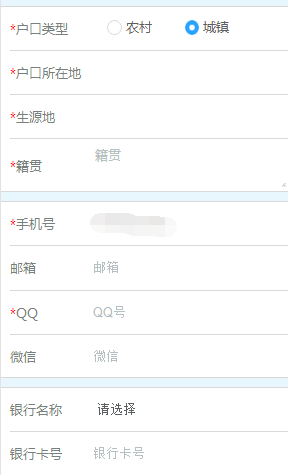 *户口类型 农村 城镇
*户口所在地
*生源地
*籍贯 籍贯
*手机号
邮箱 邮箱
*QQ QQ号
微信 微信
银行名称 请选择
银行卡号 银行卡号